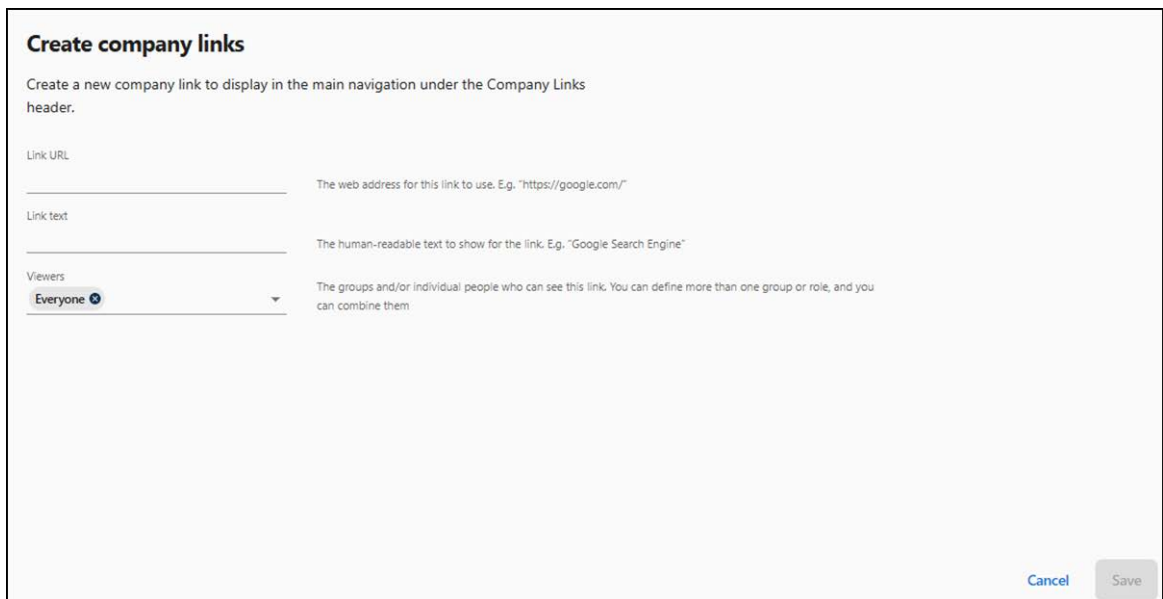 Create company links
Create a new company link to display in the main navigation under the Company Links
header.
Link URL
The web address for this link to use. E.g. "https://google.com/"
Link text
The human-readable text to show for the link. E.g. "Google Search Engine"
Viewers
Everyone
The groups and/or individual people who can see this link. You can define more than one group or role, and you
can combine them
Cancel
Save